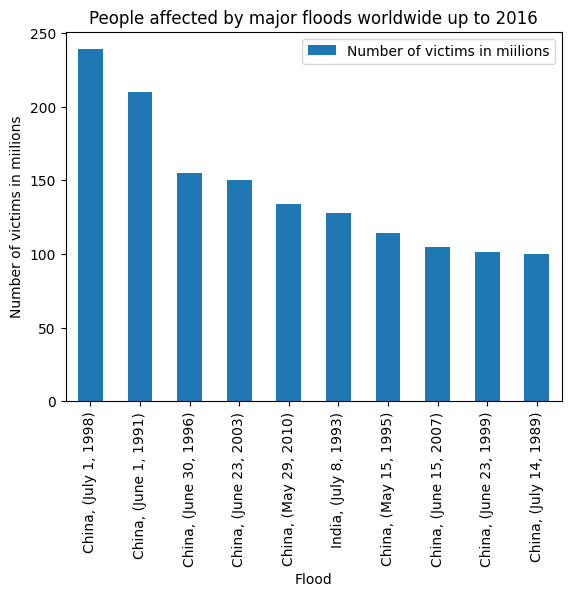 People affected by major floods worldwide up to 2016
Number of victims in miilions
Number of victims in miilions
250
200
150
100
50
0
China, (July 1, 1998)
China, (June 1, 1991)
China, (June 30, 1996)
China, (June 23, 2003)
China, (May 29, 2010)
India, (July 8, 1993)
China, (May 15, 1995)
China, (June 15, 2007)
China, (June 23, 1999)
China, (July 14, 1989)
Flood